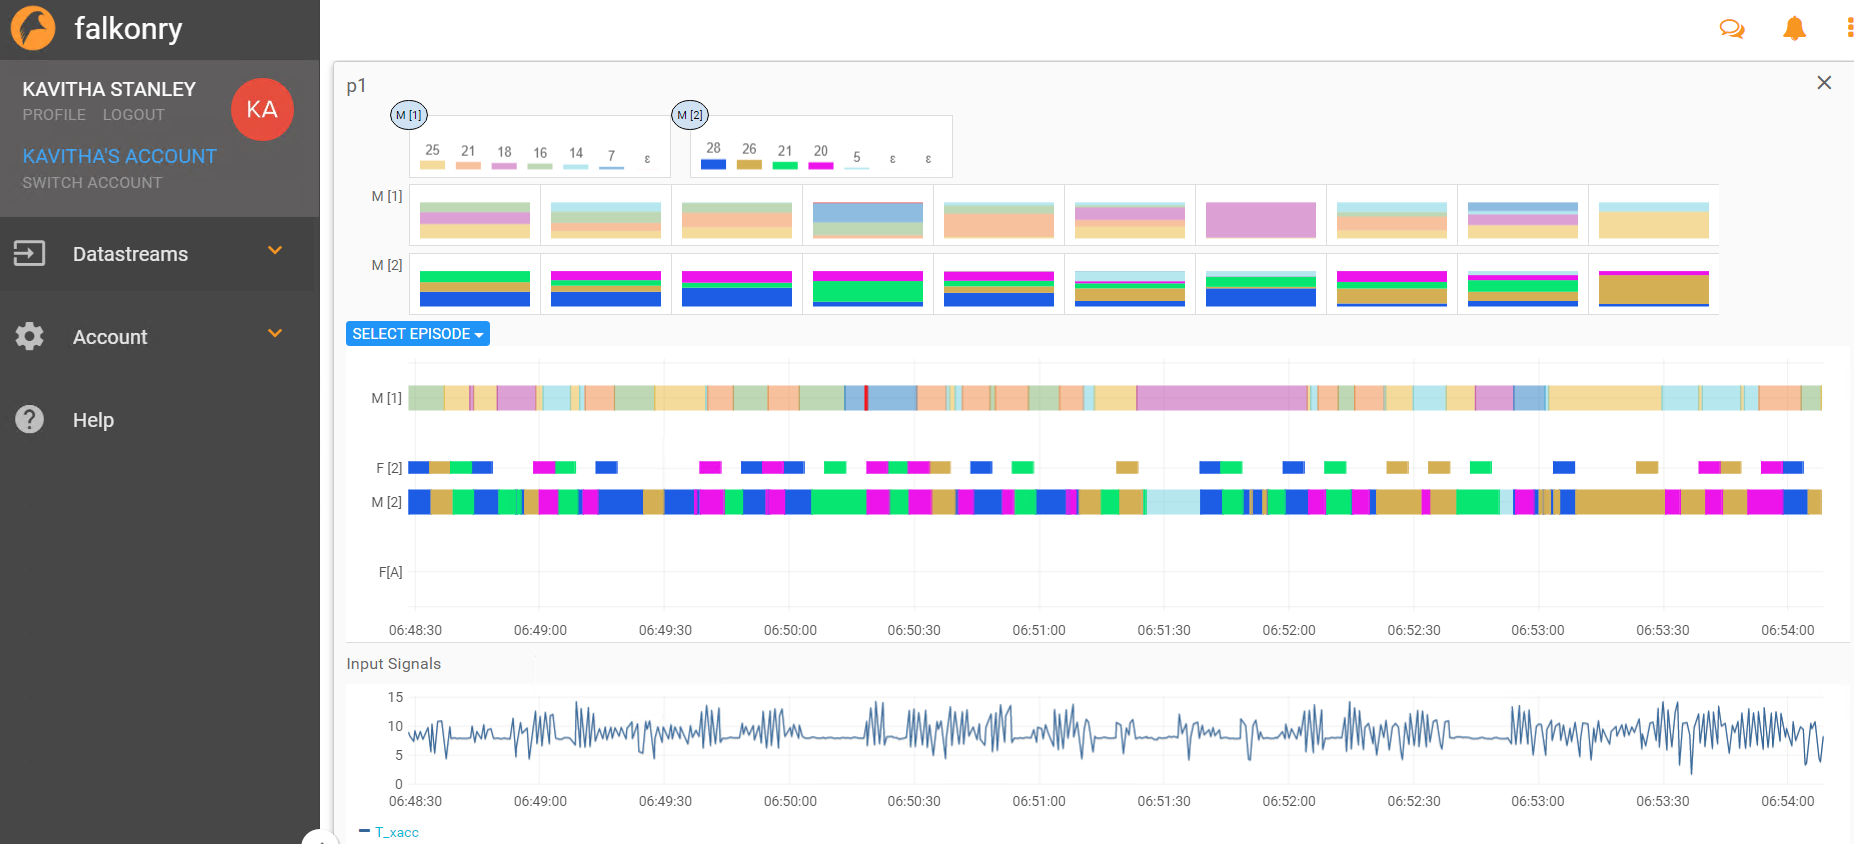 falkonry
KAVITHA STANLEY
PROFILE LOGOUT
KA
KAVITHA'S ACCOUNT
SWITCH ACCOUNT
Datastreams
Account
Help
p1
M [1]
25 21 18 16 14 7 ε
M [2]
28 26 21 20 5 ε ε
M [1]
M [2]
SELECT EPISODE
M [1]
F [2]
M [2]
F[A]
06:48:30 06:49:00 06:49:30 06:50:00 06:50:30 06:51:00 06:51:30 06:52:00 06:52:30 06:53:00 06:53:30 06:54:00
Input Signals
15
10
5
0
06:48:30 06:49:00 06:49:30 06:50:00 06:50:30 06:51:00 06:51:30 06:52:00 06:52:30 06:53:00 06:53:30 06:54:00
T_xacc